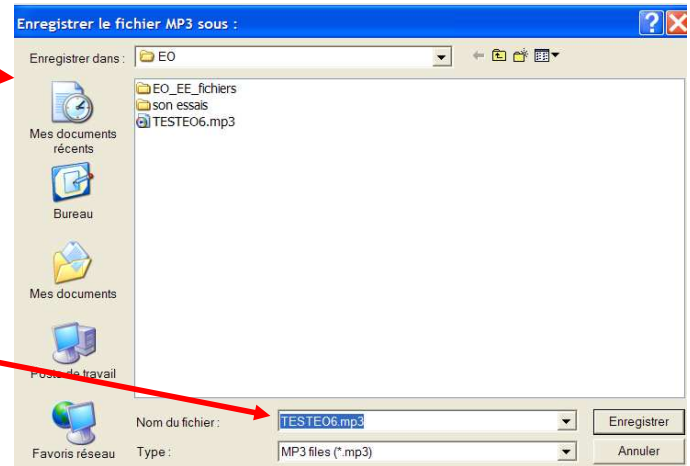 Enregistrer le fichier MP3 sous :
Enregistrer dans :
EO
EO_EE_fichiers
son essais
TESTEO6.mp3
Mes documents
récents
Bureau
Mes documents
Poste de travail
Favoris réseau
Nom du fichier :
TESTEO6.mp3
Enregistrer
Type :
MP3 files (*.mp3)
Annuler